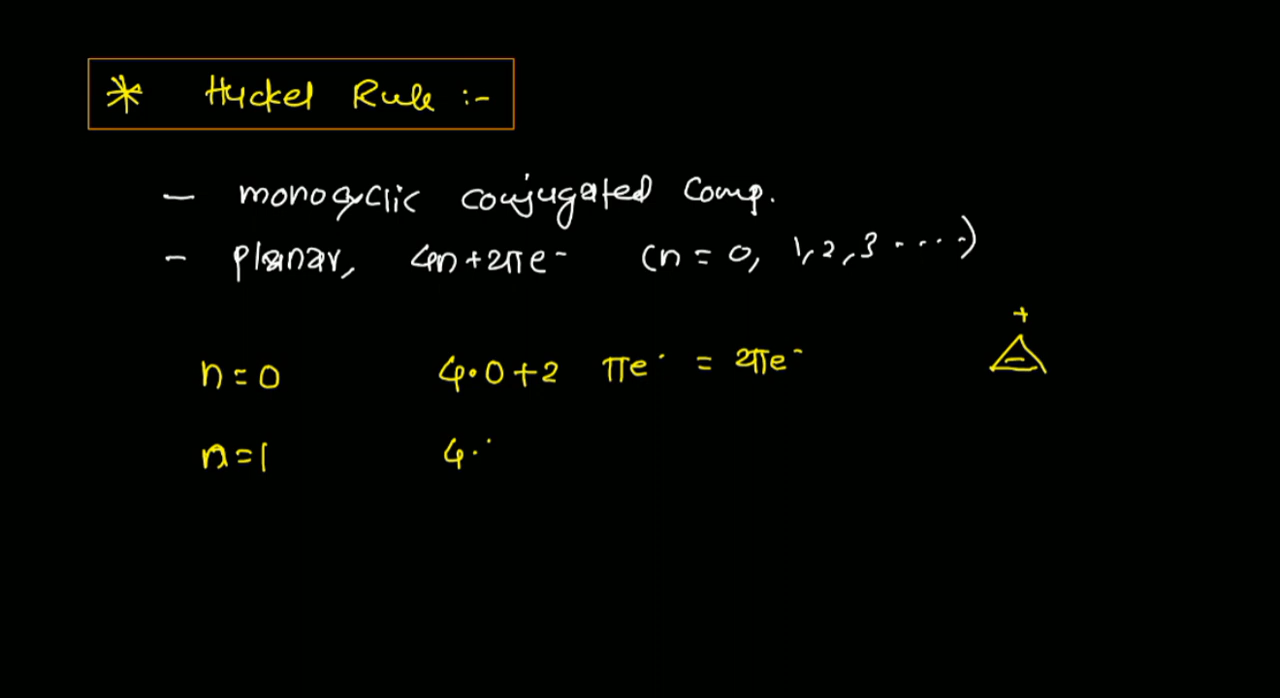 * Huckel Rule :-
- monocyclic conjugated Comp.
- planar, 4n+2πe⁻ (n = 0, 1, 2, 3 ....)
n=0 4•0+2 πe⁻ = 2πe⁻ +
n=1 4•